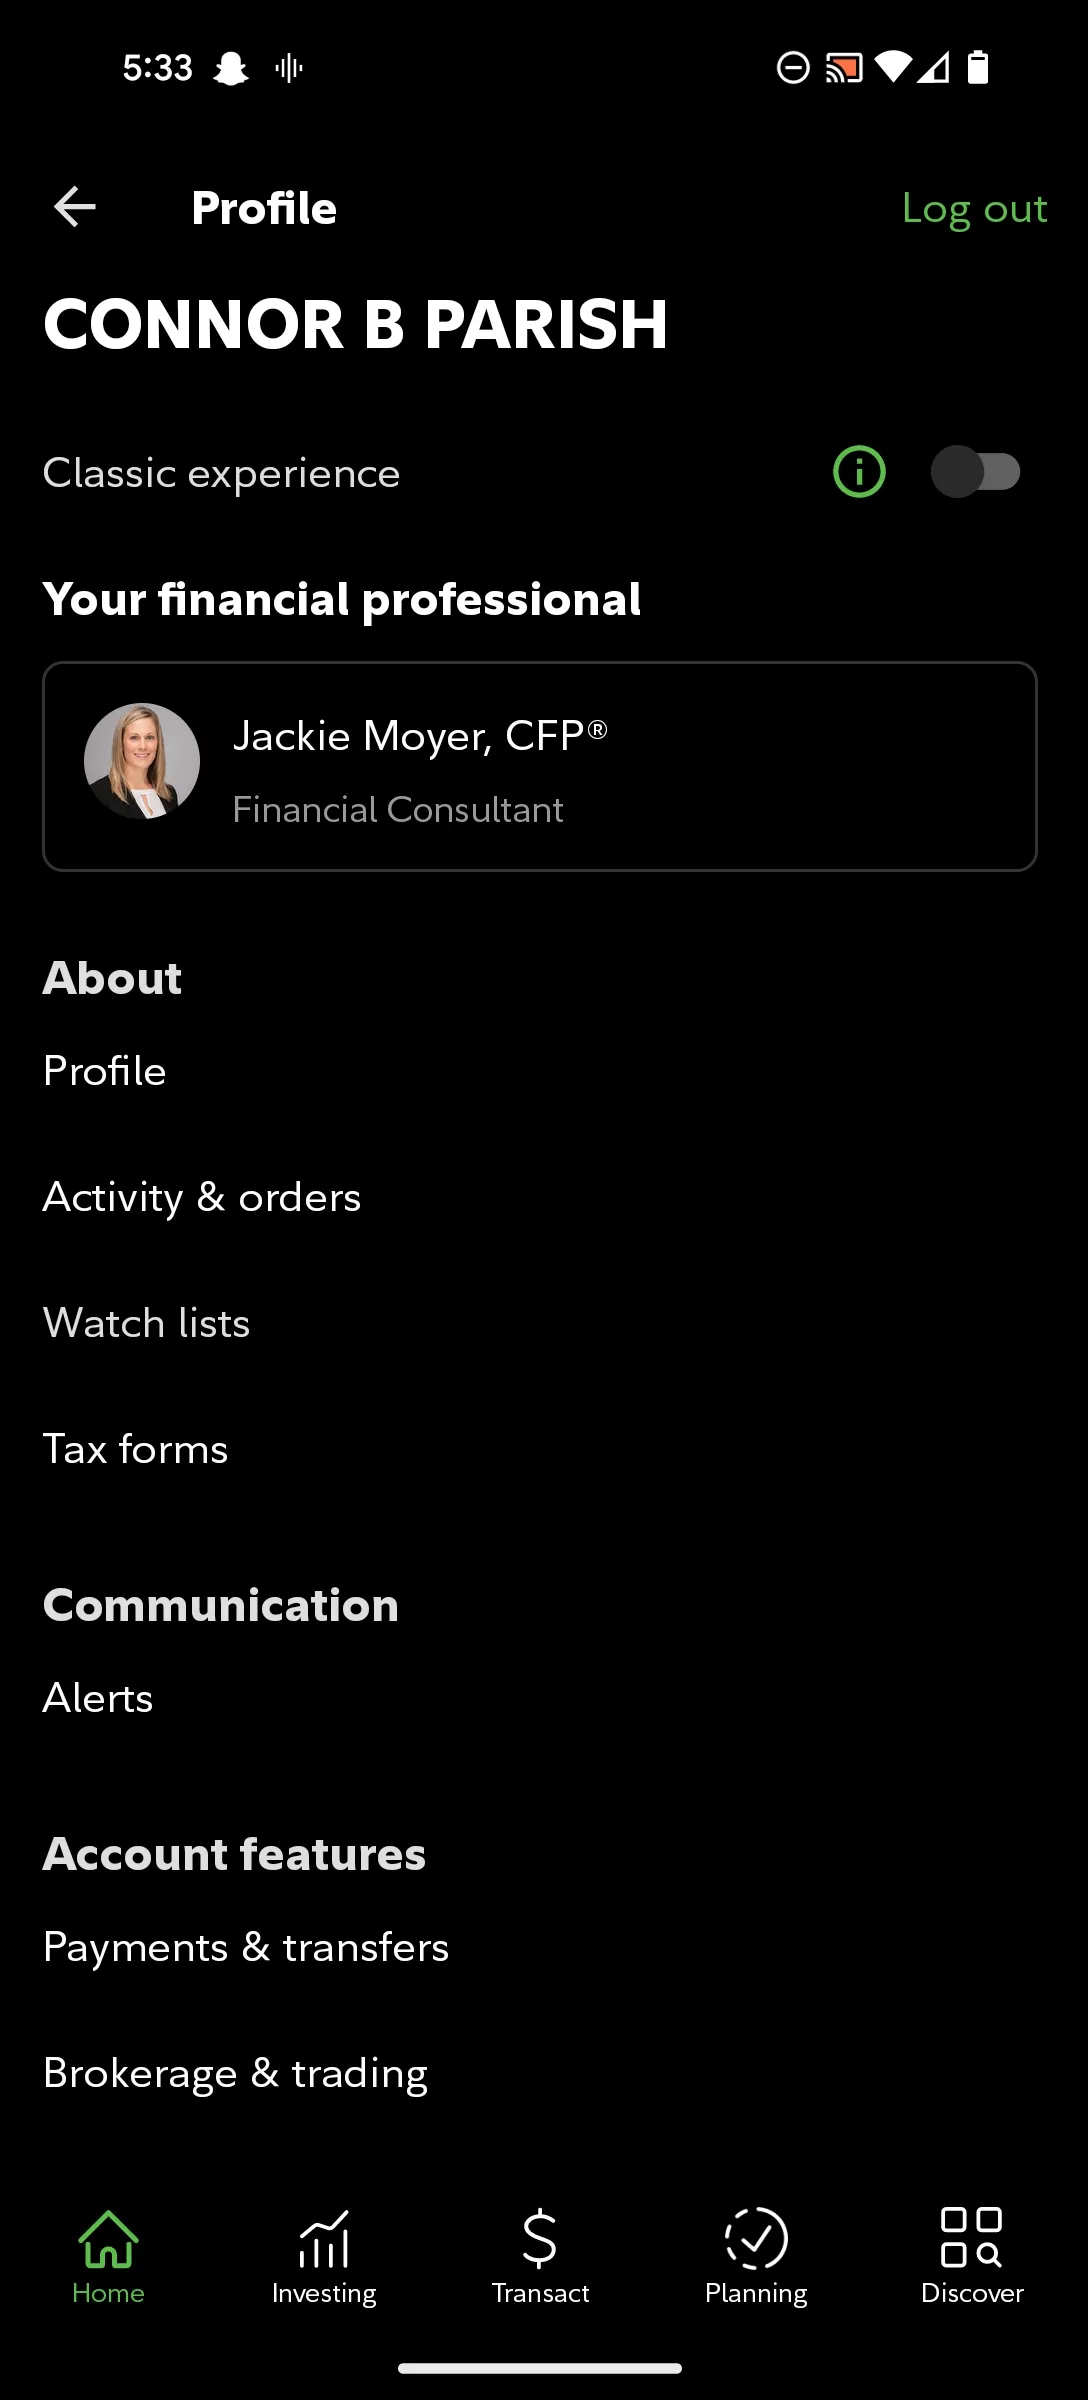 5:33
Profile
Log out
CONNOR B PARISH
Classic experience
Your financial professional
Jackie Moyer, CFP®
Financial Consultant
About
Profile
Activity & orders
Watch lists
Tax forms
Communication
Alerts
Account features
Payments & transfers
Brokerage & trading
Home
Investing
Transact
Planning
Discover